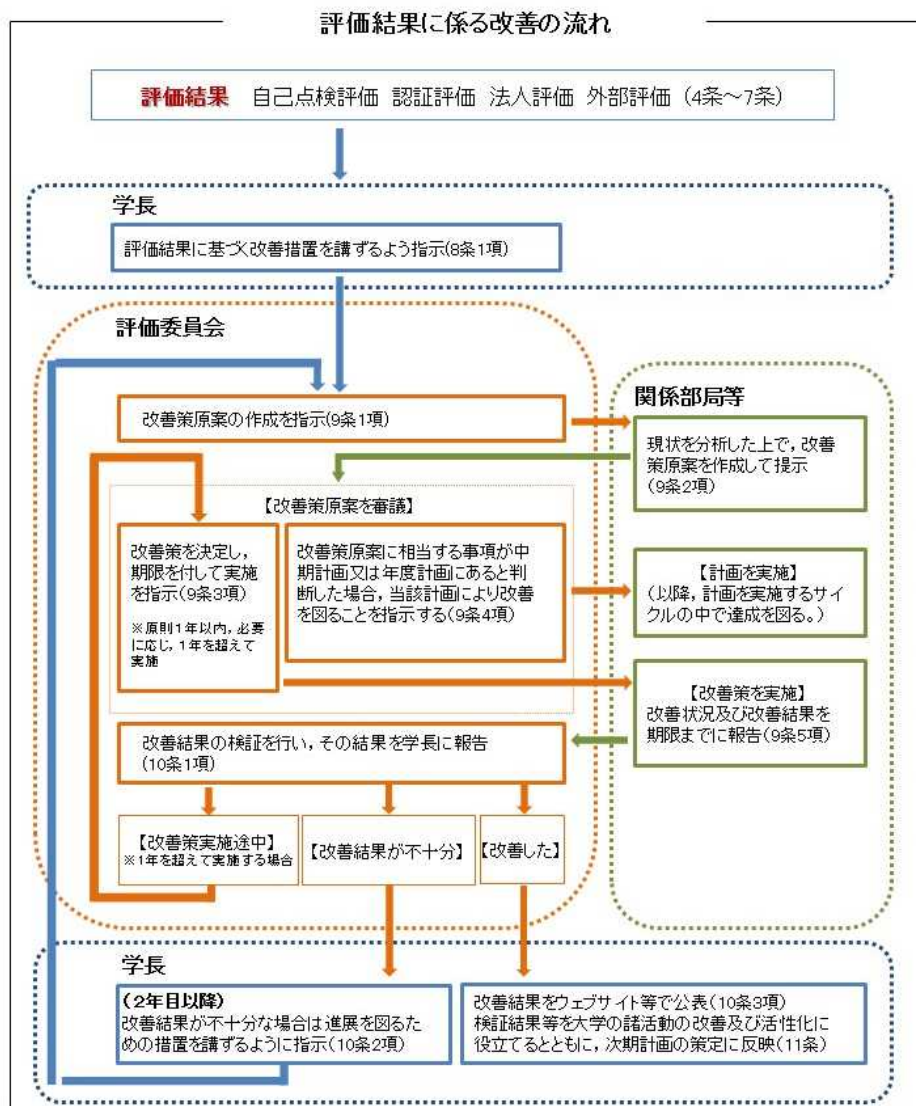 評価結果に係る改善の流れ
評価結果 自己点検評価 認証評価 法人評価 外部評価 (4条～7条)
学長
評価結果に基づく改善措置を講ずるよう指示(8条1項)
評価委員会
改善策原案の作成を指示(9条1項)
関係部局等
現状を分析した上で,改善
策原案を作成して提示
(9条2項)
【改善策原案を審議】
改善策を決定し,
期限を付して実施
を指示(9条3項)
※原則1年以内,必要
に応じ,1年を超えて
実施
改善策原案に相当する事項が中
期計画又は年度計画にあると判
断した場合,当該計画により改善
を図ることを指示する(9条4項)
【計画を実施】
(以降,計画を実施するサイ
クルの中で達成を図る。)
【改善策を実施】
改善状況及び改善結果を
期限までに報告(9条5項)
改善結果の検証を行い,その結果を学長に報告
(10条1項)
【改善策実施途中】
※1年を超えて実施する場合
【改善結果が不十分】
【改善した】
学長
(2年目以降)
改善結果が不十分な場合は進展を図るた
めの措置を講ずるように指示(10条2項)
改善結果をウェブサイト等で公表(10条3項)
検証結果等を大学の諸活動の改善及び活性化に
役立てるとともに,次期計画の策定に反映(11条)